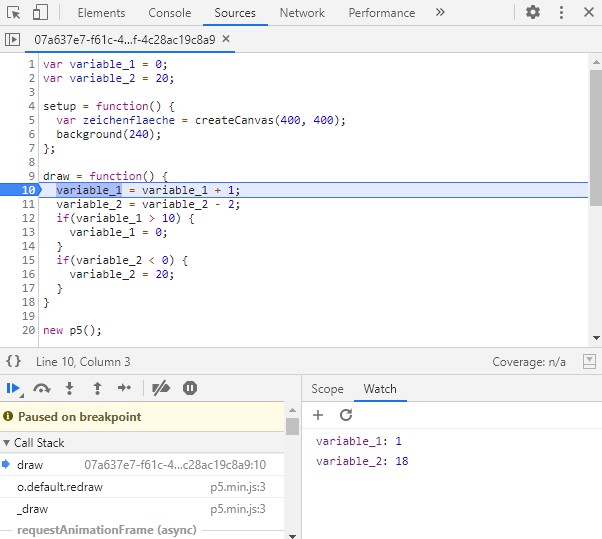 Elements Console Sources Network Performance »
07a637e7-f61c-4...f-4c28ac19c8a9 ×
1 var variable_1 = 0;
2 var variable_2 = 20;
3
4 setup = function() {
5 var zeichenflaeche = createCanvas(400, 400);
6 background(240);
7 };
8
9 draw = function() {
10 variable_1 = variable_1 + 1;
11 variable_2 = variable_2 - 2;
12 if(variable_1 > 10) {
13 variable_1 = 0;
14 }
15 if(variable_2 < 0) {
16 variable_2 = 20;
17 }
18 }
19
20 new p5();
{} Line 10, Column 3 Coverage: n/a
Scope Watch
Paused on breakpoint
Call Stack
draw 07a637e7-f61c-4...c28ac19c8a9:10
o.default.redraw p5.min.js:3
_draw p5.min.js:3
requestAnimationFrame (async)
variable_1: 1
variable_2: 18